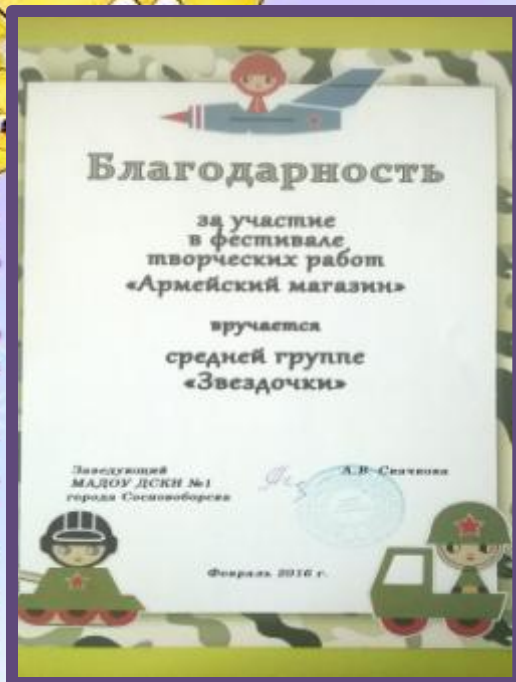 Благодарность
за участие
в фестивале
творческих работ
«Армейский магазин»
вручается
средней группе
«Звездочки»
Заведующий
МАДОУ ДСКН №1
города Сосновоборска
А.В.
Февраль 2016 г.